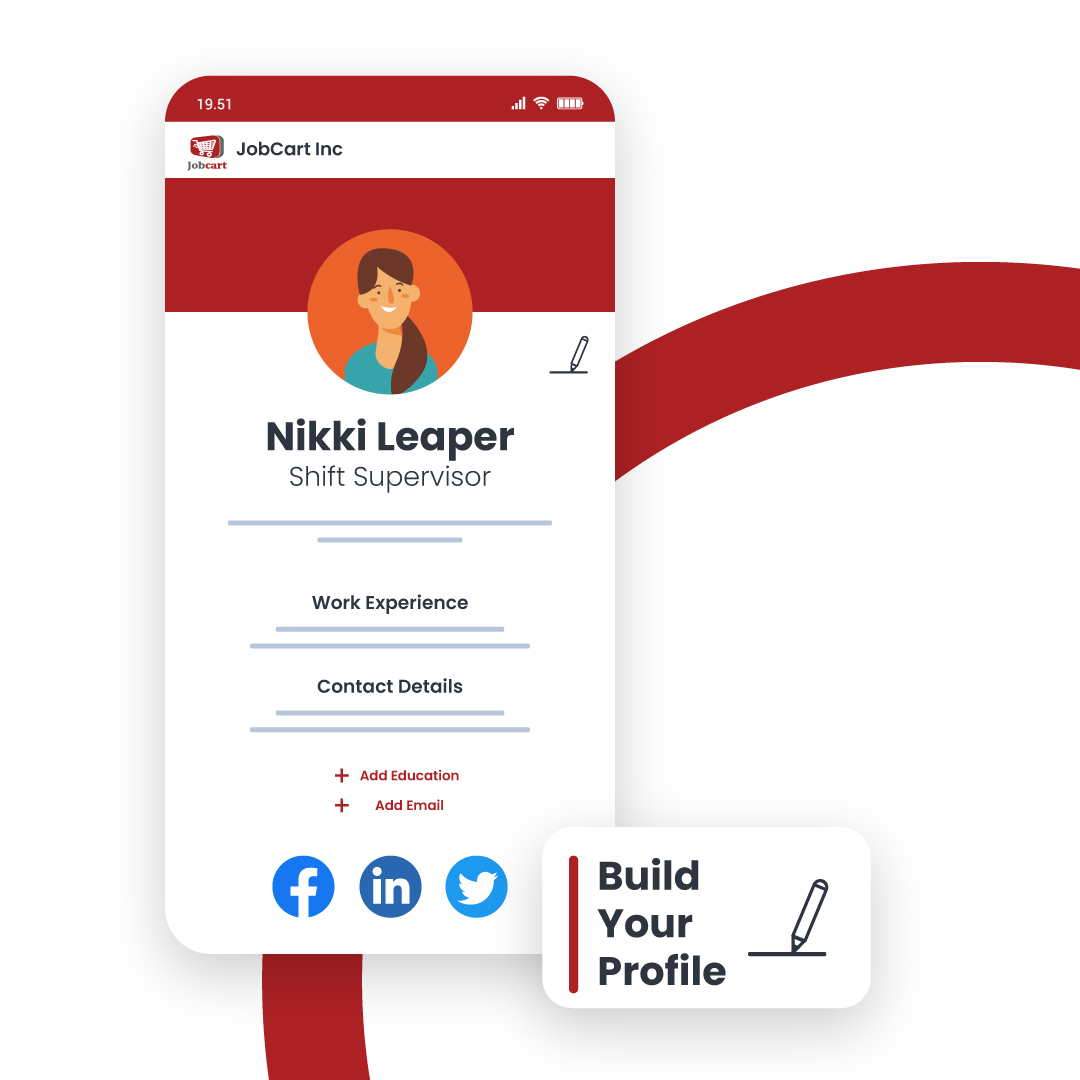 19.51
Jobcart
JobCart Inc
Nikki Leaper
Shift Supervisor
Work Experience
Contact Details
+ Add Education
+ Add Email
f in
Build
Your
Profile